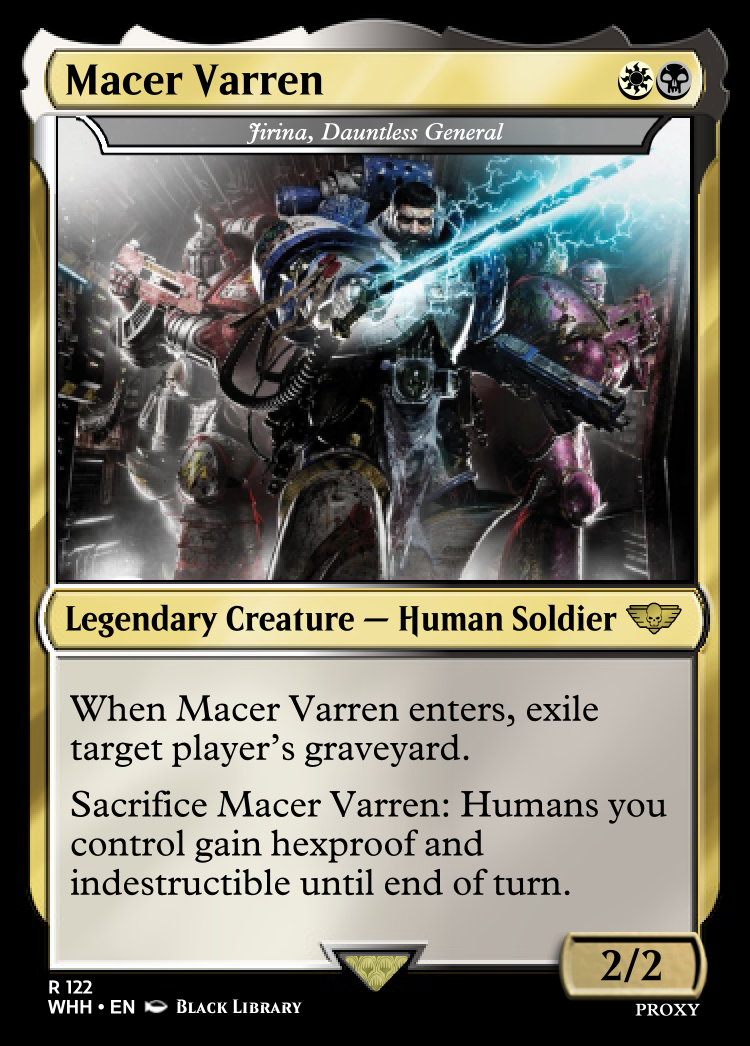 Macer Varren
Jirina, Dauntless General
Legendary Creature — Human Soldier
When Macer Varren enters, exile
target player's graveyard.
Sacrifice Macer Varren: Humans you
control gain hexproof and
indestructible until end of turn.
2/2
R 122
WHH • EN Black Library
PROXY